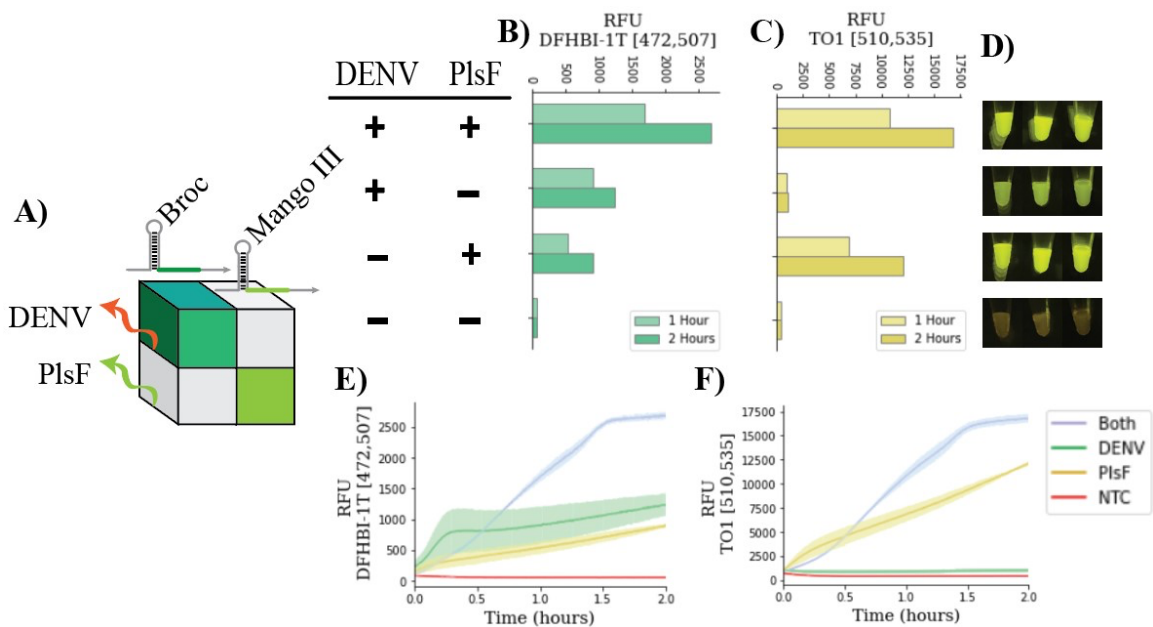 A)
Broc
Mango III
DENV
PlsF
DENV PlsF
+ +
+ −
− +
− −
B)
RFU
DFHBI-1T [472,507]
0 500 1000 1500 2000 2500
1 Hour
2 Hours
C)
RFU
TO1 [510,535]
0 2500 5000 7500 10000 12500 15000 17500
1 Hour
2 Hours
D)
E)
RFU
DFHBI-1T [472,507]
2500
2000
1500
1000
500
0
0.0 0.5 1.0 1.5 2.0
Time (hours)
F)
RFU
TO1 [510,535]
17500
15000
12500
10000
7500
5000
2500
0
0.0 0.5 1.0 1.5 2.0
Time (hours)
Both
DENV
PlsF
NTC